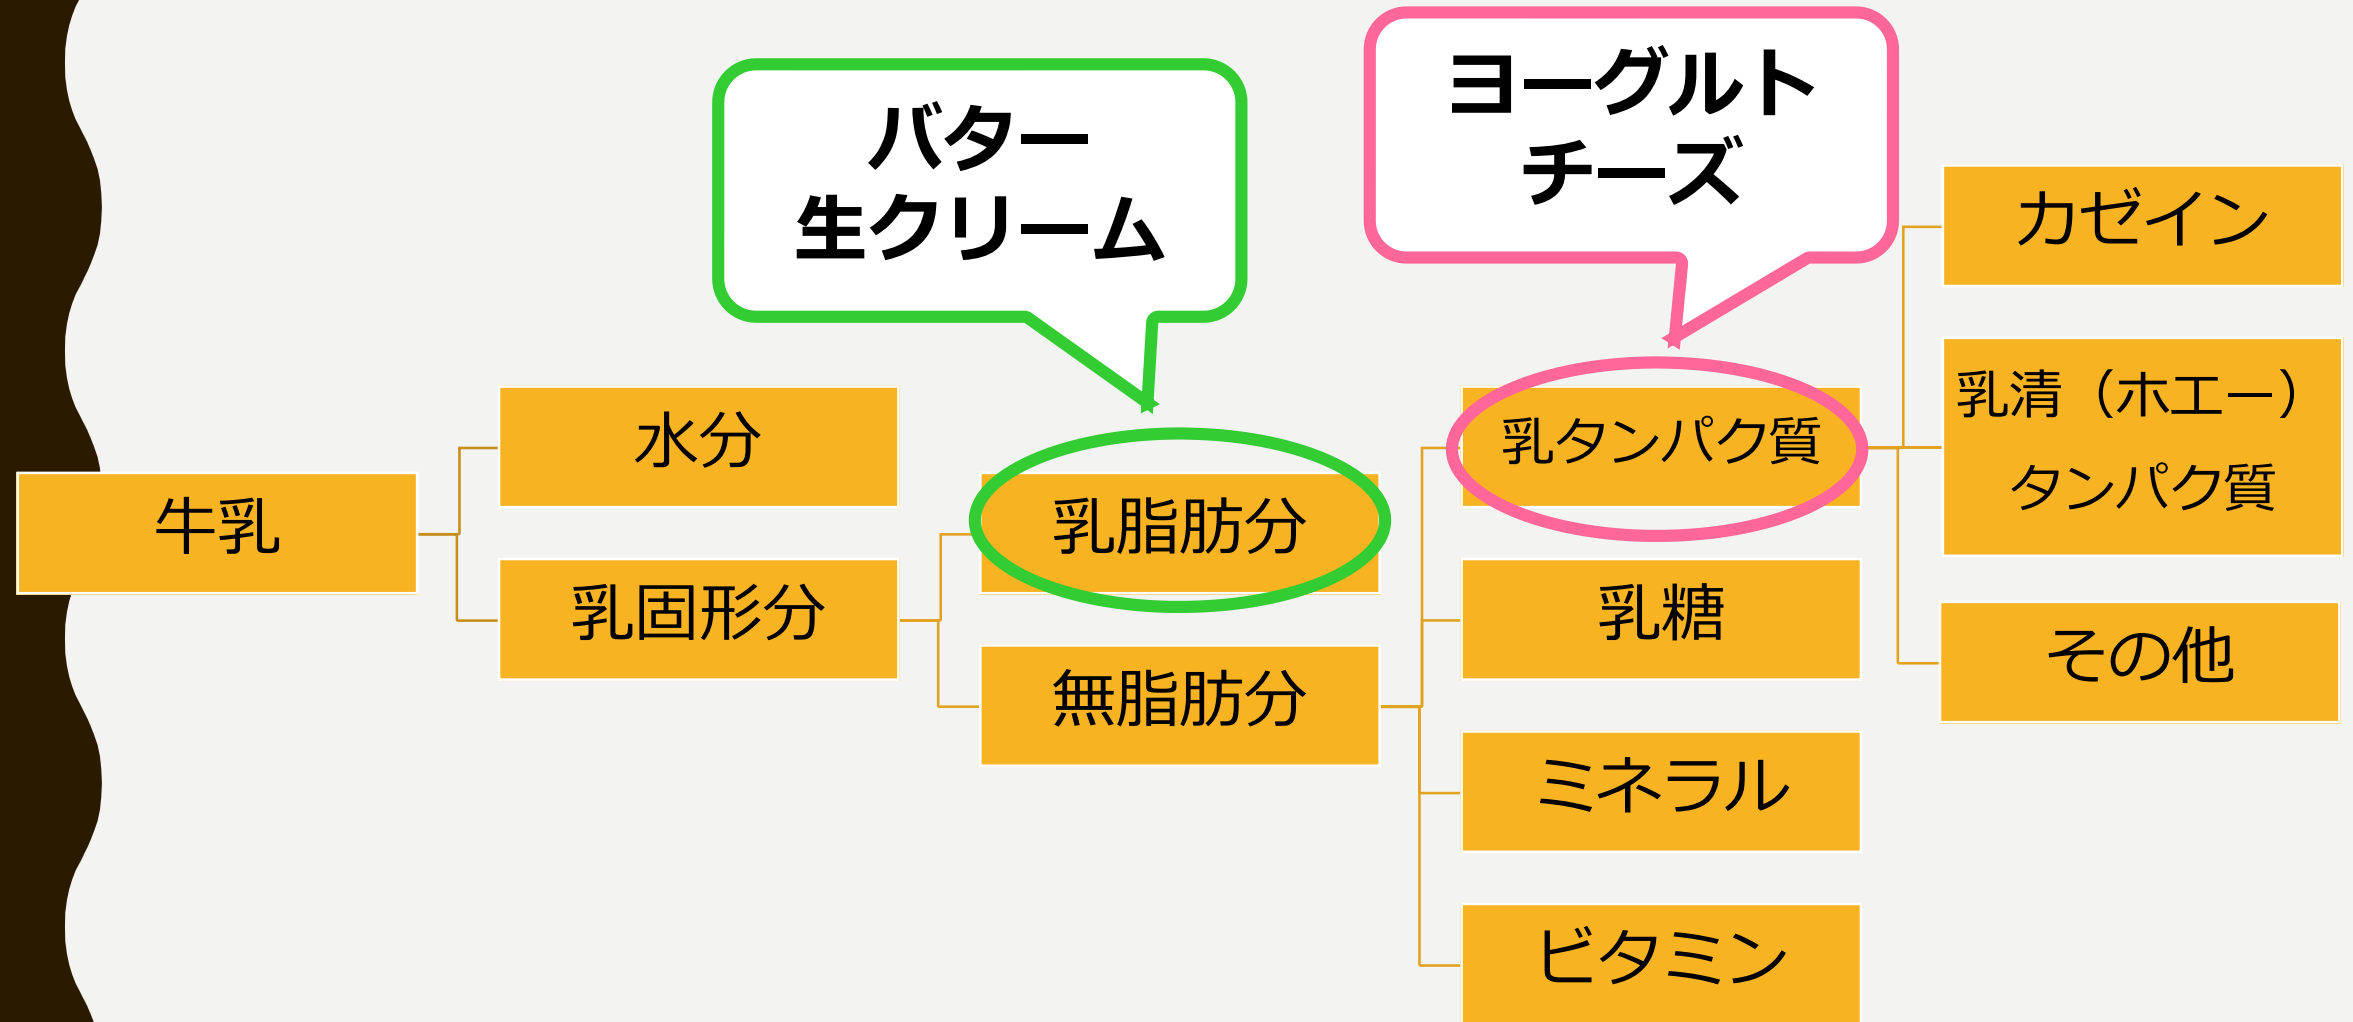 バター
生クリーム
ヨーグルト
チーズ
牛乳
水分
乳固形分
乳脂肪分
無脂肪分
乳タンパク質
乳糖
ミネラル
ビタミン
カゼイン
乳清（ホエー）
タンパク質
その他